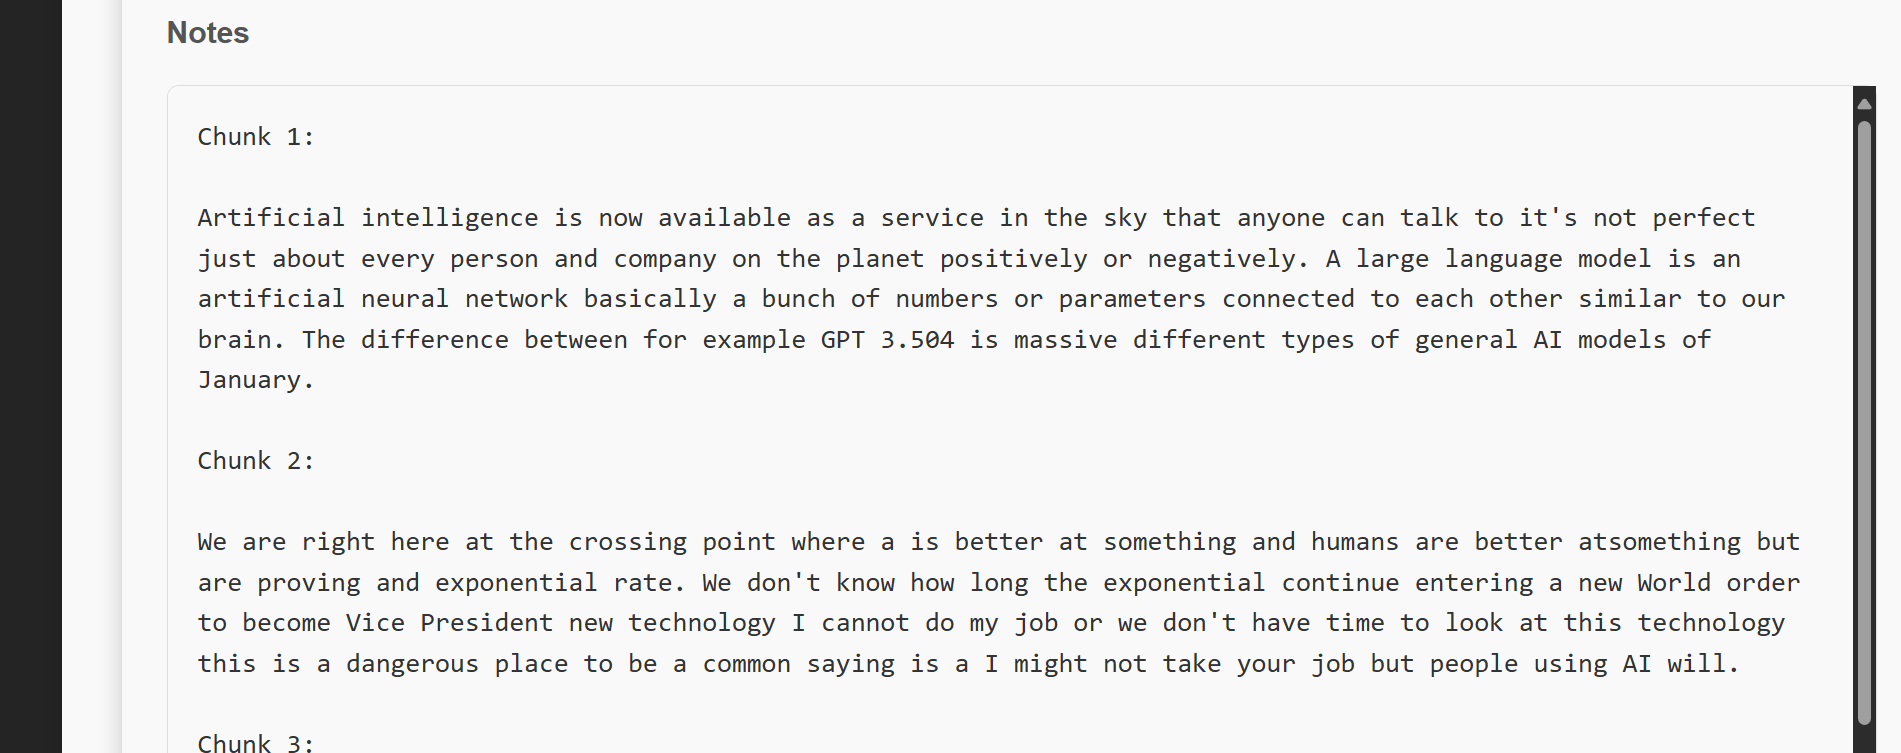 Notes
Chunk 1:
Artificial intelligence is now available as a service in the sky that anyone can talk to it's not perfect
just about every person and company on the planet positively or negatively. A large language model is an
artificial neural network basically a bunch of numbers or parameters connected to each other similar to our
brain. The difference between for example GPT 3.504 is massive different types of general AI models of
January.
Chunk 2:
We are right here at the crossing point where a is better at something and humans are better atsomething but
are proving and exponential rate. We don't know how long the exponential continue entering a new World order
to become Vice President new technology I cannot do my job or we don't have time to look at this technology
this is a dangerous place to be a common saying is a I might not take your job but people using AI will.
Chunk 3: